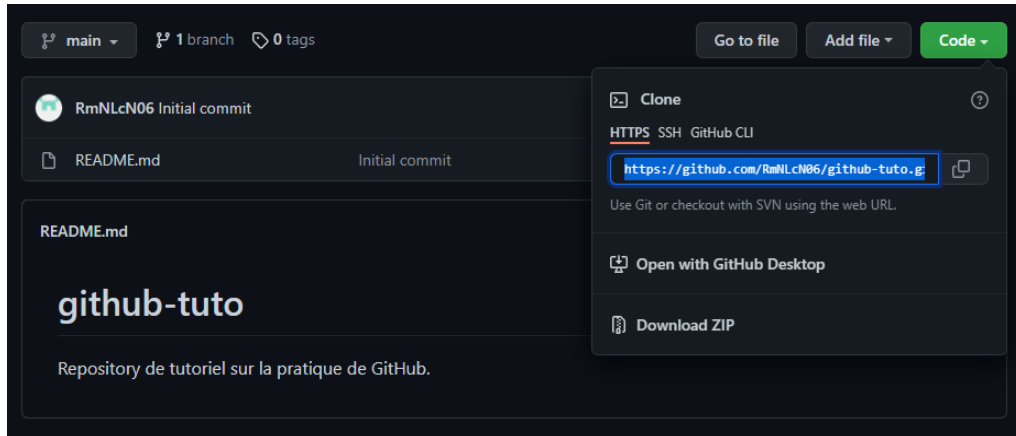 main 1 branch 0 tags Go to file Add file Code
RmNLcN06 Initial commit
README.md Initial commit
Clone
HTTPS SSH GitHub CLI
https://github.com/RmNLcN06/github-tuto.g
Use Git or checkout with SVN using the web URL.
Open with GitHub Desktop
Download ZIP
README.md
github-tuto
Repository de tutoriel sur la pratique de GitHub.